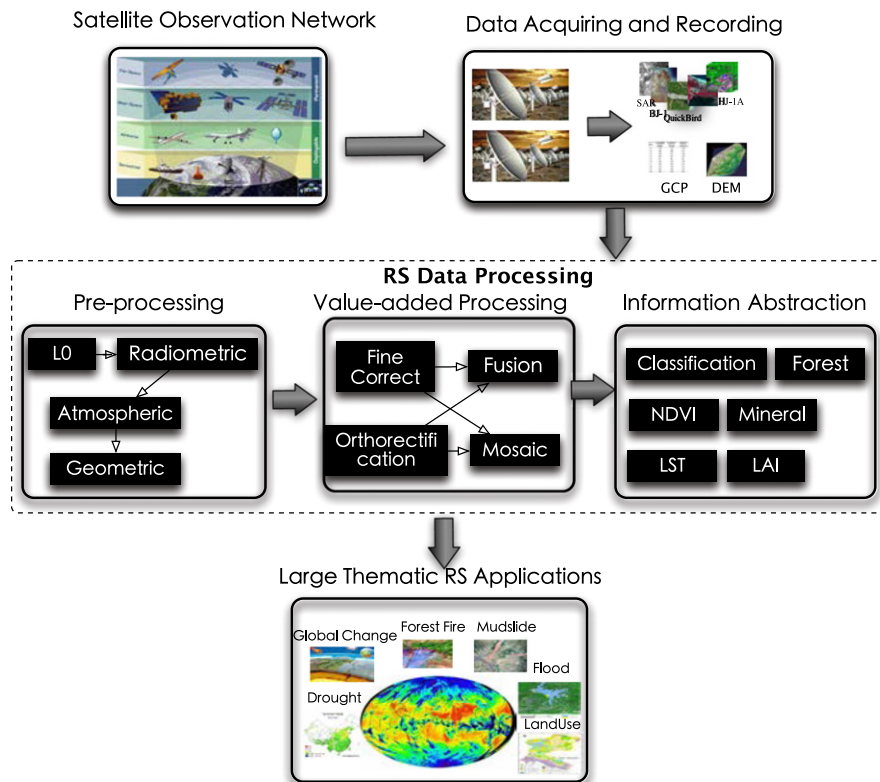 Satellite Observation Network
Data Acquiring and Recording
SAR
BJ-1
QuickBird
HJ-1A
GCP
DEM
RS Data Processing
Pre-processing
Value-added Processing
Information Abstraction
L0
Radiometric
Atmospheric
Geometric
Fine
Correct
Fusion
Orthorectifi
cation
Mosaic
Classification
Forest
NDVI
Mineral
LST
LAI
Large Thematic RS Applications
Global Change
Forest Fire
Mudslide
Flood
Drought
LandUse